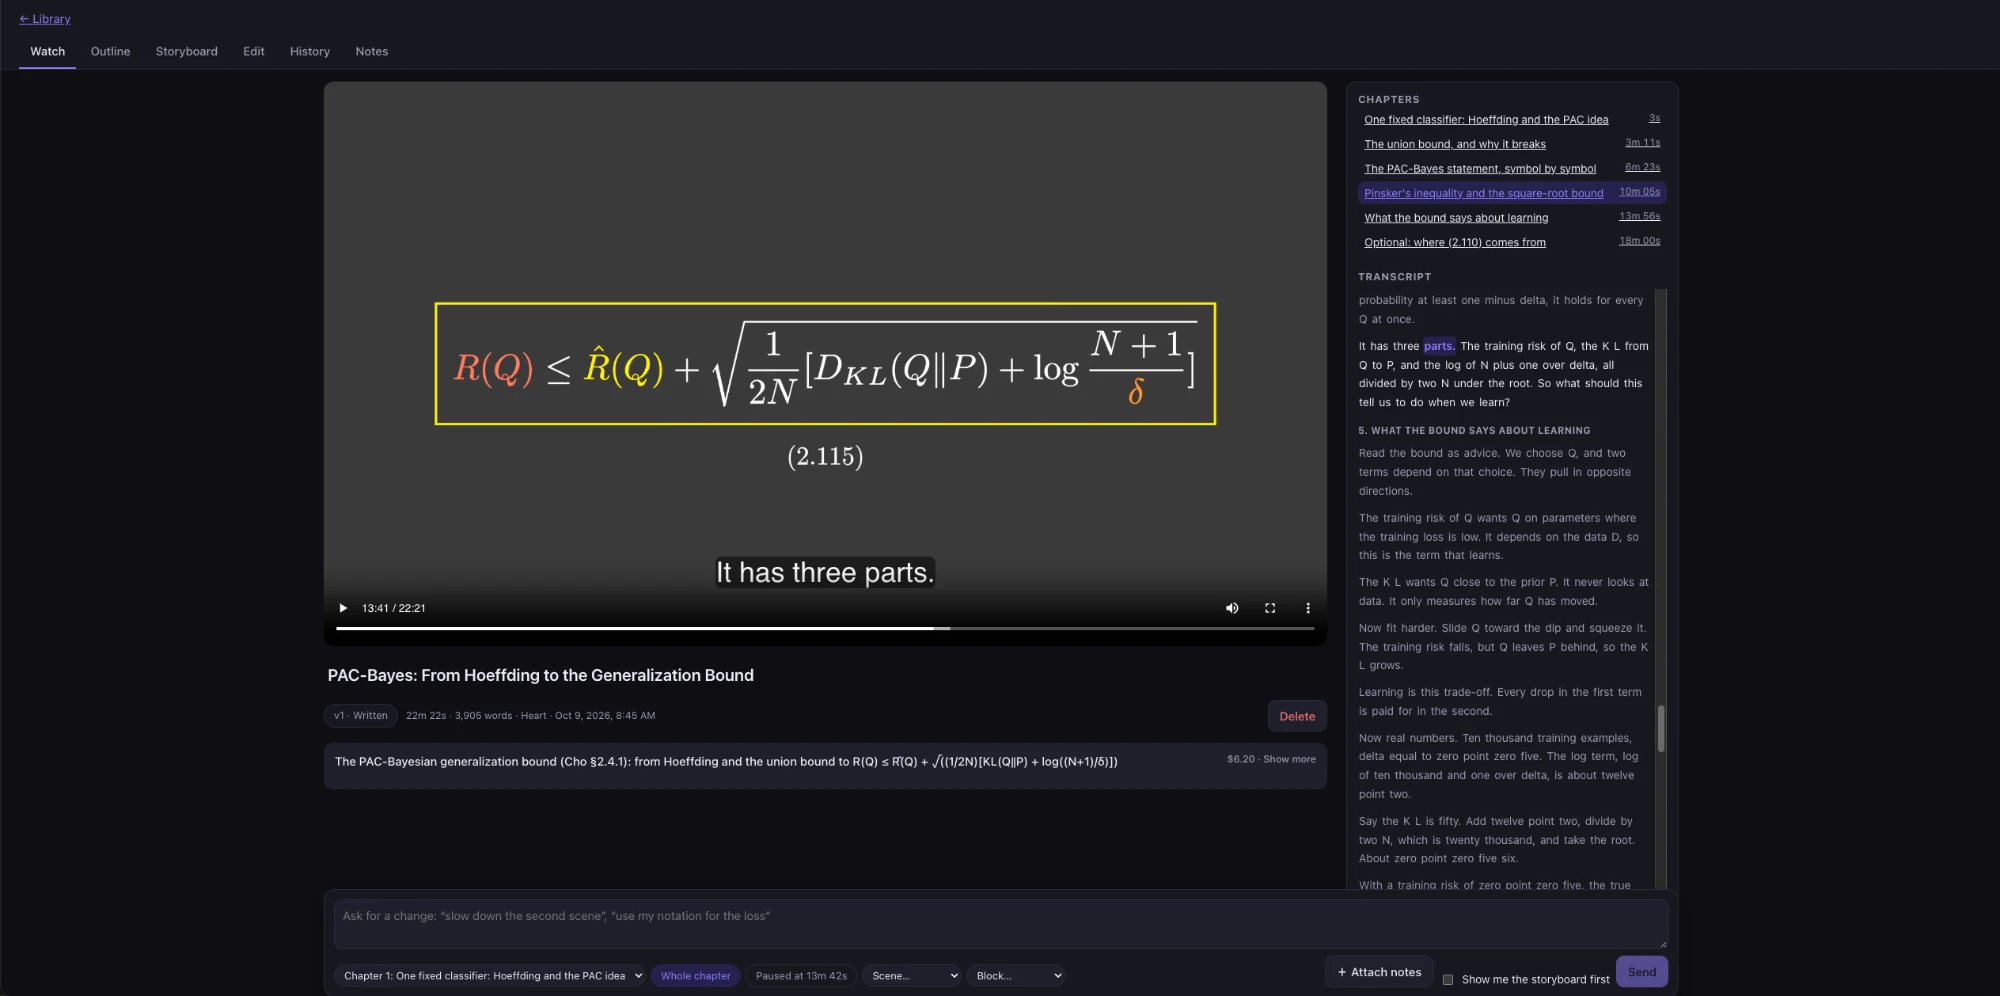 ← Library
Watch Outline Storyboard Edit History Notes
R(Q) ≤ R̂(Q) + √(1/2N [D_KL(Q‖P) + log (N + 1)/δ])
(2.115)
It has three parts.
13:41 / 22:21
PAC-Bayes: From Hoeffding to the Generalization Bound
v1 · Written 22m 22s · 3,905 words · Heart · Oct 9, 2026, 8:45 AM
Delete
The PAC-Bayesian generalization bound (Cho §2.4.1): from Hoeffding and the union bound to R(Q) ≤ R̂(Q) + √((1/2N)[KL(Q‖P) + log((N+1)/δ)])
$6.20 · Show more
CHAPTERS
One fixed classifier: Hoeffding and the PAC idea 3s
The union bound, and why it breaks 3m 11s
The PAC-Bayes statement, symbol by symbol 6m 23s
Pinsker's inequality and the square-root bound 10m 05s
What the bound says about learning 13m 56s
Optional: where (2.110) comes from 18m 00s
TRANSCRIPT
probability at least one minus delta, it holds for every
Q at once.
It has three parts. The training risk of Q, the K L from
Q to P, and the log of N plus one over delta, all
divided by two N under the root. So what should this
tell us to do when we learn?
5. WHAT THE BOUND SAYS ABOUT LEARNING
Read the bound as advice. We choose Q, and two
terms depend on that choice. They pull in opposite
directions.
The training risk of Q wants Q on parameters where
the training loss is low. It depends on the data D, so
this is the term that learns.
The K L wants Q close to the prior P. It never looks at
data. It only measures how far Q has moved.
Now fit harder. Slide Q toward the dip and squeeze it.
The training risk falls, but Q leaves P behind, so the K
L grows.
Learning is this trade-off. Every drop in the first term
is paid for in the second.
Now real numbers. Ten thousand training examples,
delta equal to zero point zero five. The log term, log
of ten thousand and one over delta, is about twelve
point two.
Say the K L is fifty. Add twelve point two, divide by
two N, which is twenty thousand, and take the root.
About zero point zero five six.
With a training risk of zero point zero five, the true
Ask for a change: “slow down the second scene”, “use my notation for the loss”
Chapter 1: One fixed classifier: Hoeffding and the PAC idea Whole chapter Paused at 13m 42s Scene... Block...
+ Attach notes Show me the storyboard first Send